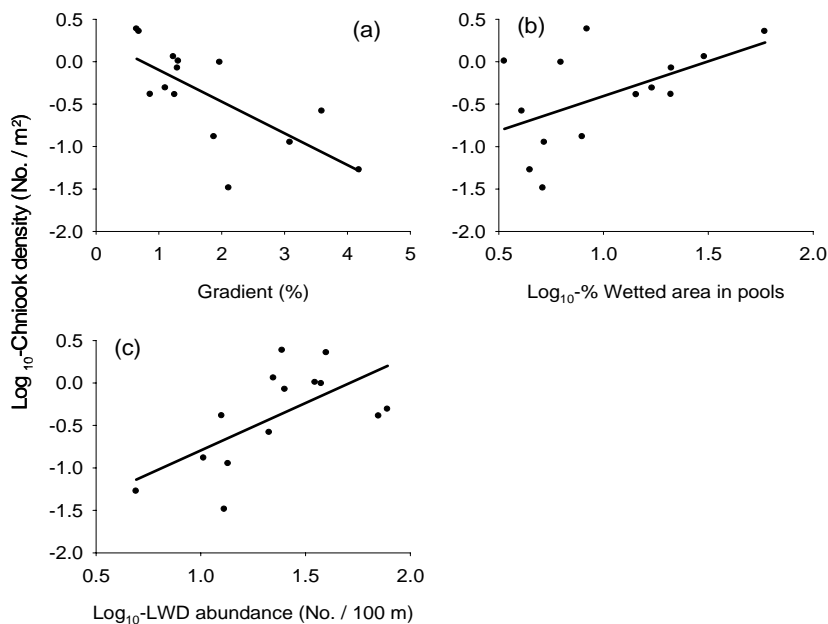 (a)
0.5
0.0
-0.5
-1.0
-1.5
-2.0
0 1 2 3 4 5
Gradient (%)
(b)
0.5
0.0
-0.5
-1.0
-1.5
-2.0
0.5 1.0 1.5 2.0
Log₁₀-% Wetted area in pools
Log ₁₀-Chniook density (No. / m²)
(c)
0.5
0.0
-0.5
-1.0
-1.5
-2.0
0.5 1.0 1.5 2.0
Log₁₀-LWD abundance (No. / 100 m)